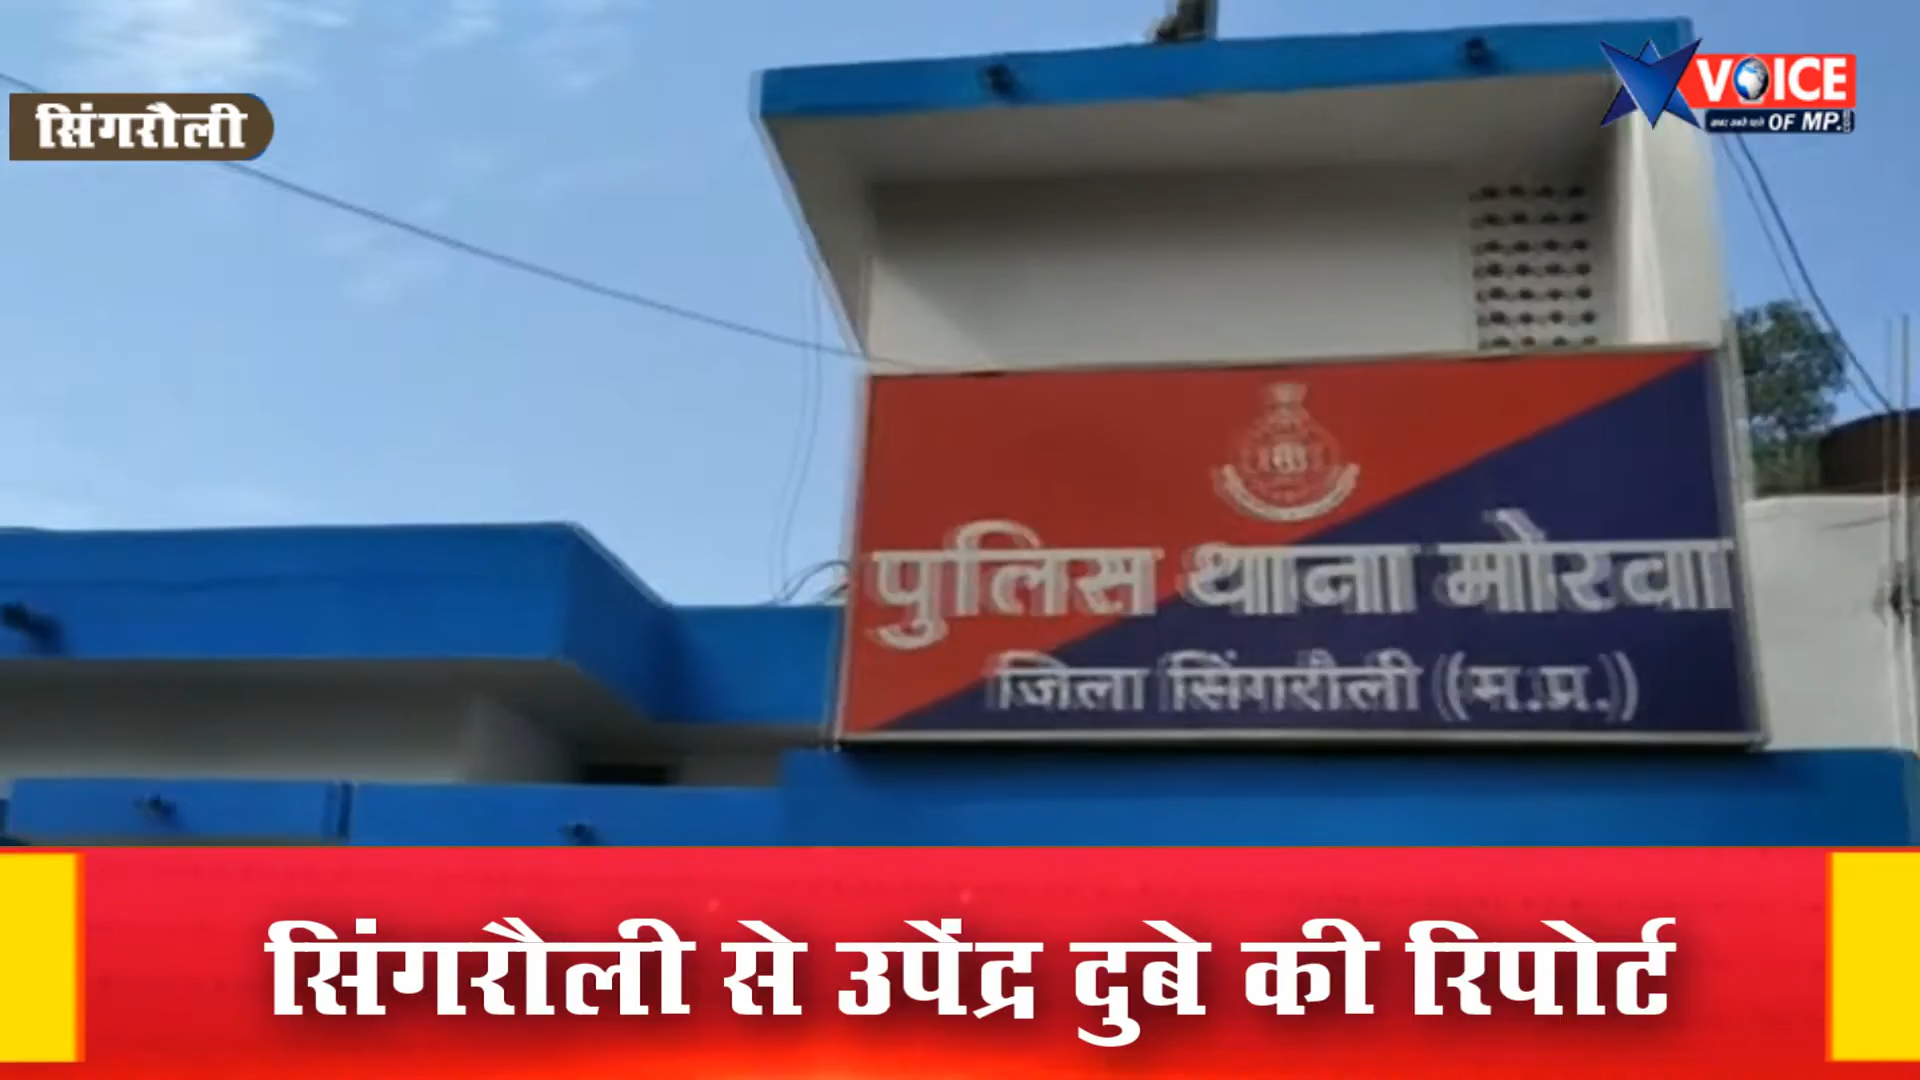 सिंगरौली
VOICE
OF MP.
पुलिस थाना मोरवा
जिला सिंगरौली (म.प्र.)
सिंगरौली से उपेंद्र दुबे की रिपोर्ट